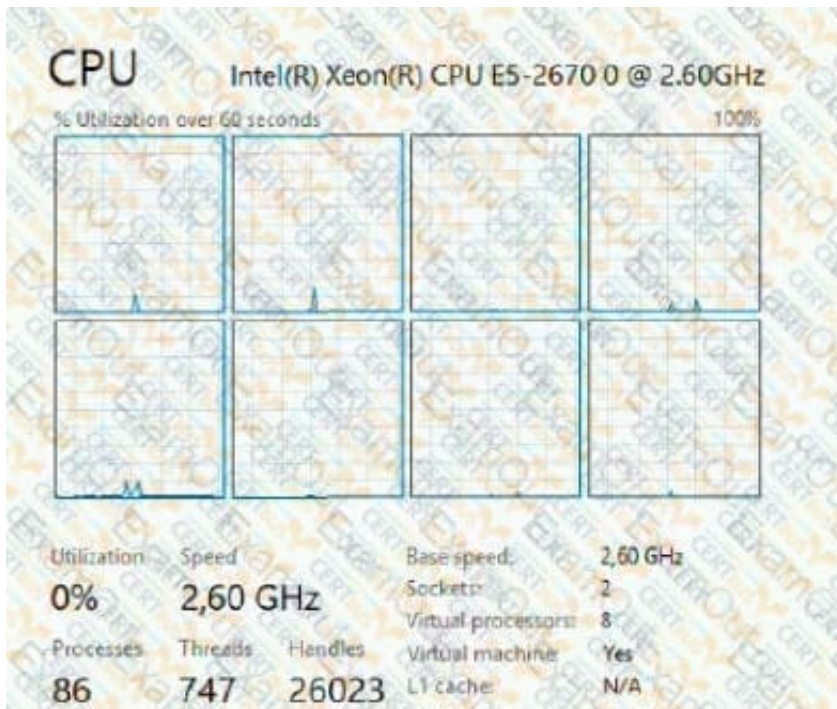 CPU
Intel(R) Xeon(R) CPU E5-2670 0 @ 2.60GHz
% Utilization over 60 seconds
100%
Utilization
Speed
0%
2,60 GHz
Processes
Threads
Handles
86
747
26023
Base speed:
2,60 GHz
Sockets:
2
Virtual processors:
8
Virtual machine:
Yes
L1 cache:
N/A